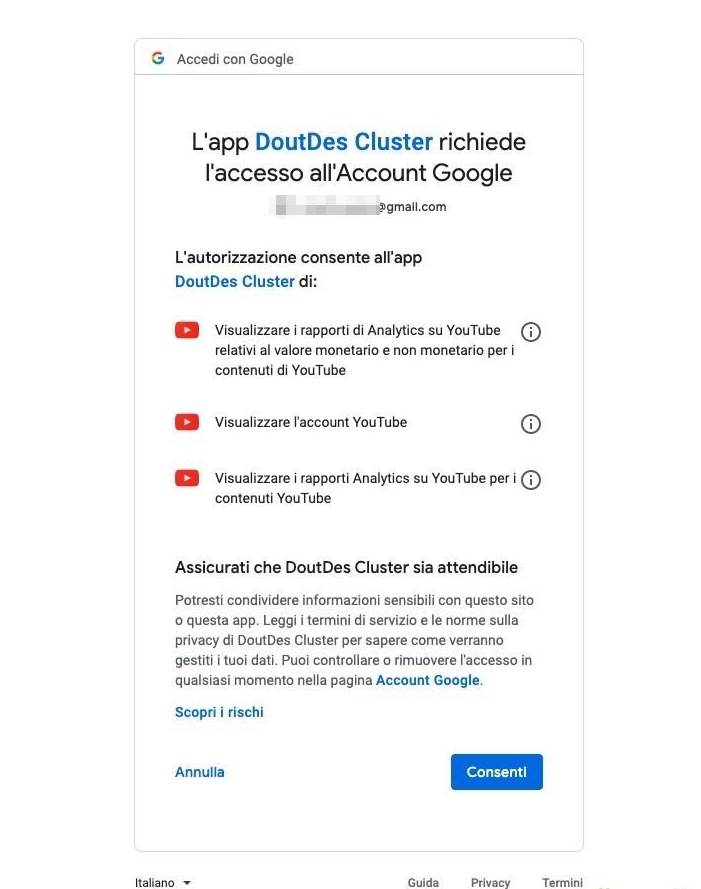 Accedi con Google
L'app DoutDes Cluster richiede
l'accesso all'Account Google
@gmail.com
L'autorizzazione consente all'app
DoutDes Cluster di:
Visualizzare i rapporti di Analytics su YouTube
relativi al valore monetario e non monetario per i
contenuti di YouTube
Visualizzare l'account YouTube
Visualizzare i rapporti Analytics su YouTube per i
contenuti YouTube
Assicurati che DoutDes Cluster sia attendibile
Potresti condividere informazioni sensibili con questo sito
o questa app. Leggi i termini di servizio e le norme sulla
privacy di DoutDes Cluster per sapere come verranno
gestiti i tuoi dati. Puoi controllare o rimuovere l'accesso in
qualsiasi momento nella pagina Account Google.
Scopri i rischi
Annulla Consenti
Italiano Guida Privacy Termini